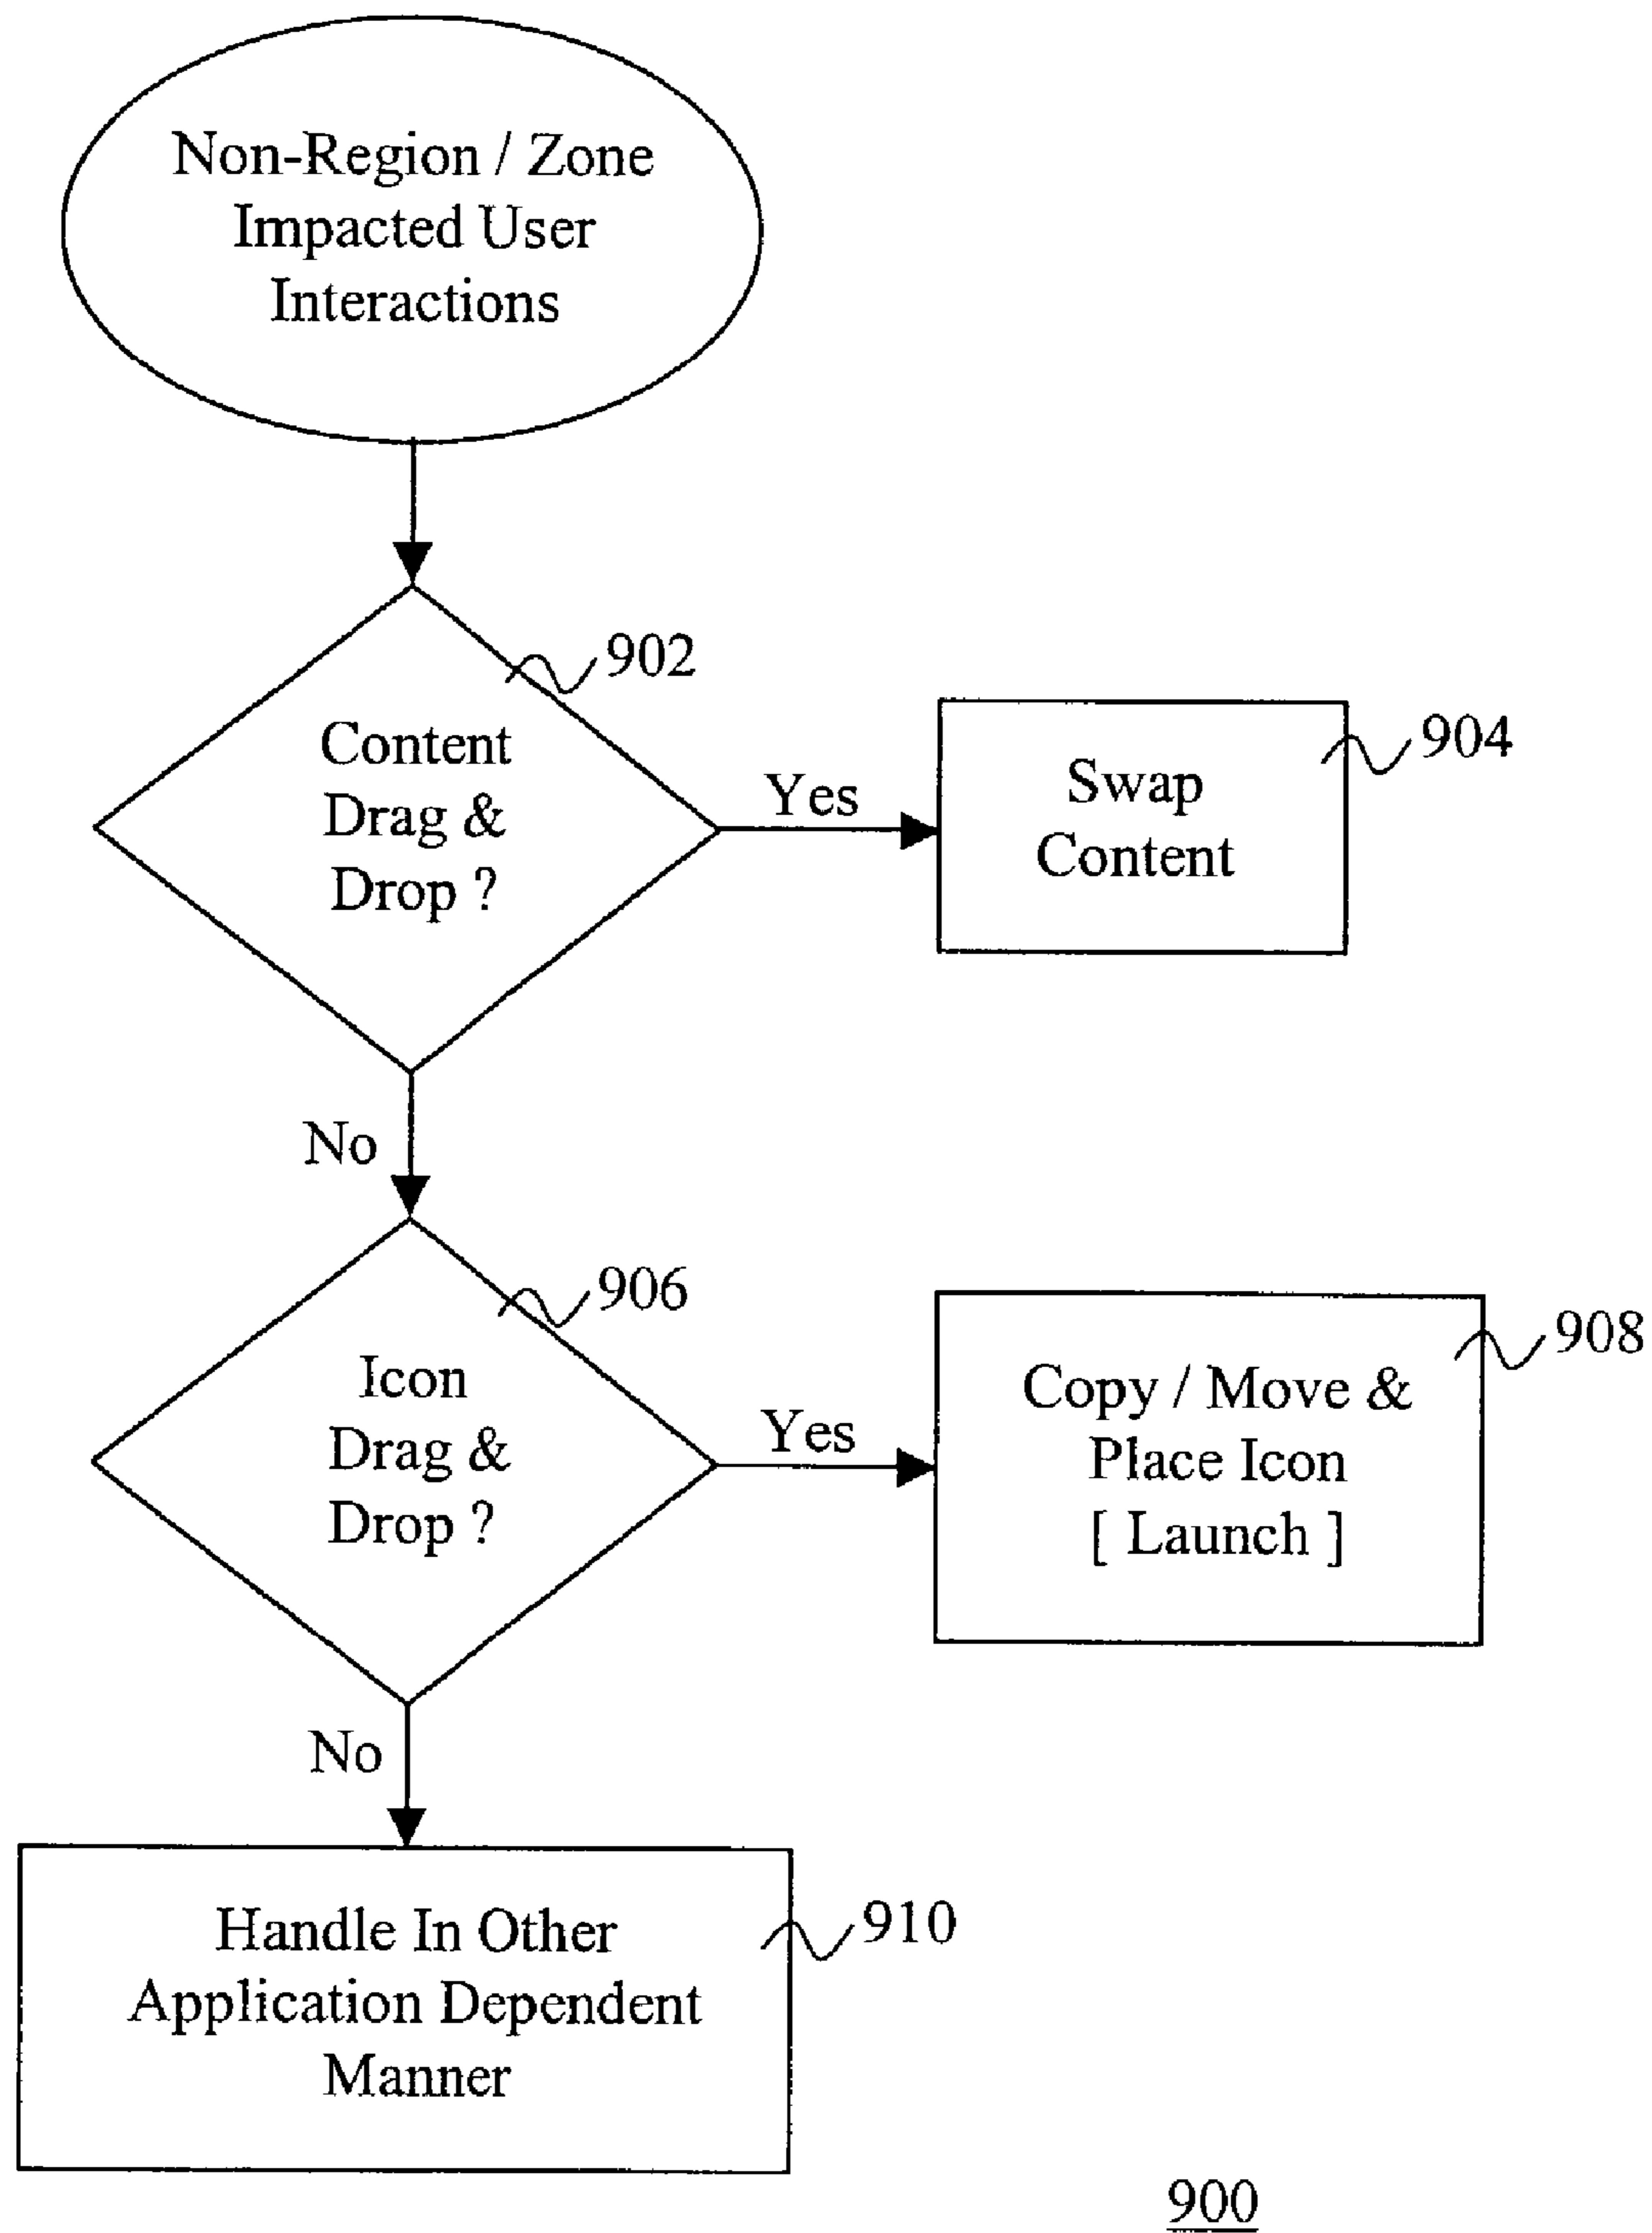 Non-Region / Zone
Impacted User
Interactions
902
Content
Drag &
Drop ?
Yes
904
Swap
Content
No
906
Icon
Drag &
Drop ?
Yes
908
Copy / Move &
Place Icon
[ Launch ]
No
910
Handle In Other
Application Dependent
Manner
900